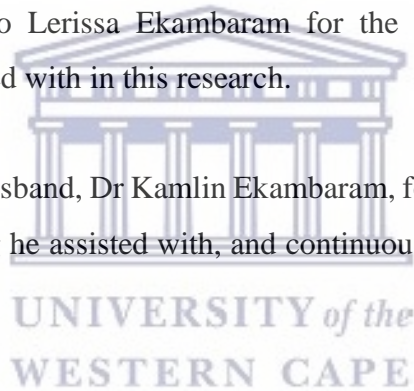 o Lerissa Ekambaram for the
d with in this research.
sband, Dr Kamlin Ekambaram, f
he assisted with, and continuou
UNIVERSITY of the
WESTERN CAPE